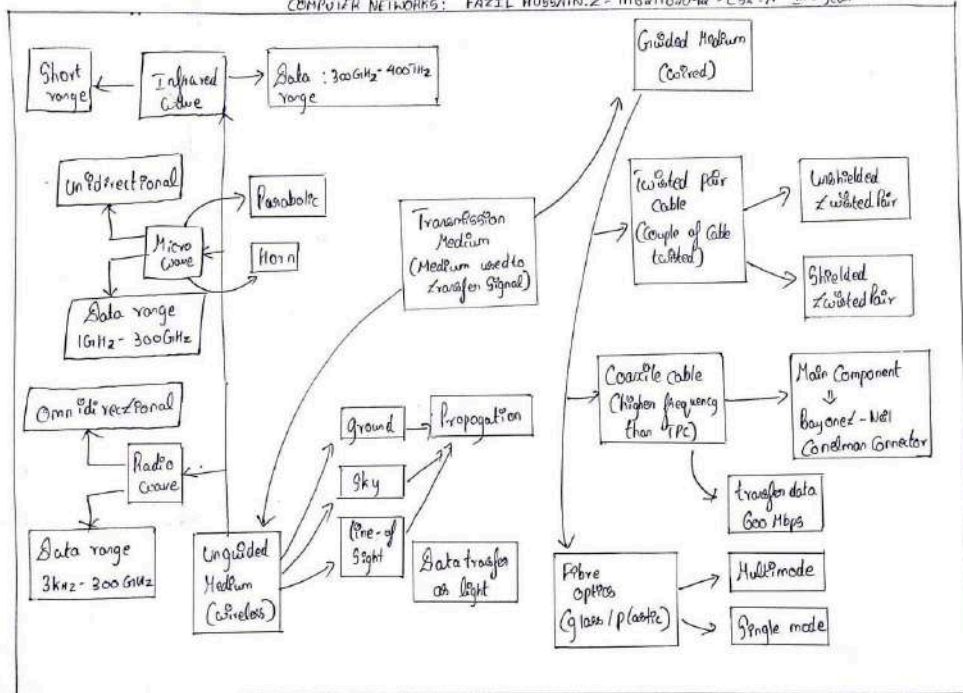 COMPUTER NETWORKS: FAZIL HUSSAIN.Z -
Guided Medium
(wired)
Short
range
Infrared
wave
Data : 300GHz - 400THz
range
Unidirectional
Parabolic
Micro
wave
Horn
Data range
1GHz - 300GHz
Transmission
Medium
(Medium used to
transfer Signal)
Twisted pair
cable
(couple of cable
twisted)
Unshielded
twisted Pair
Shielded
twisted Pair
Omnidirectional
Radio
wave
Data range
3kHz - 300GHz
Ground
Propogation
Sky
Line-of
Sight
Unguided
Medium
(wireless)
Data transfer
as light
Coaxile cable
(higher frequency
than TPC)
Main Component
⇓
Bayonet - Neil
Conelman Connector
transfer data
600 Mbps
Fibre
optics
(glass/plastic)
Multimode
Single mode